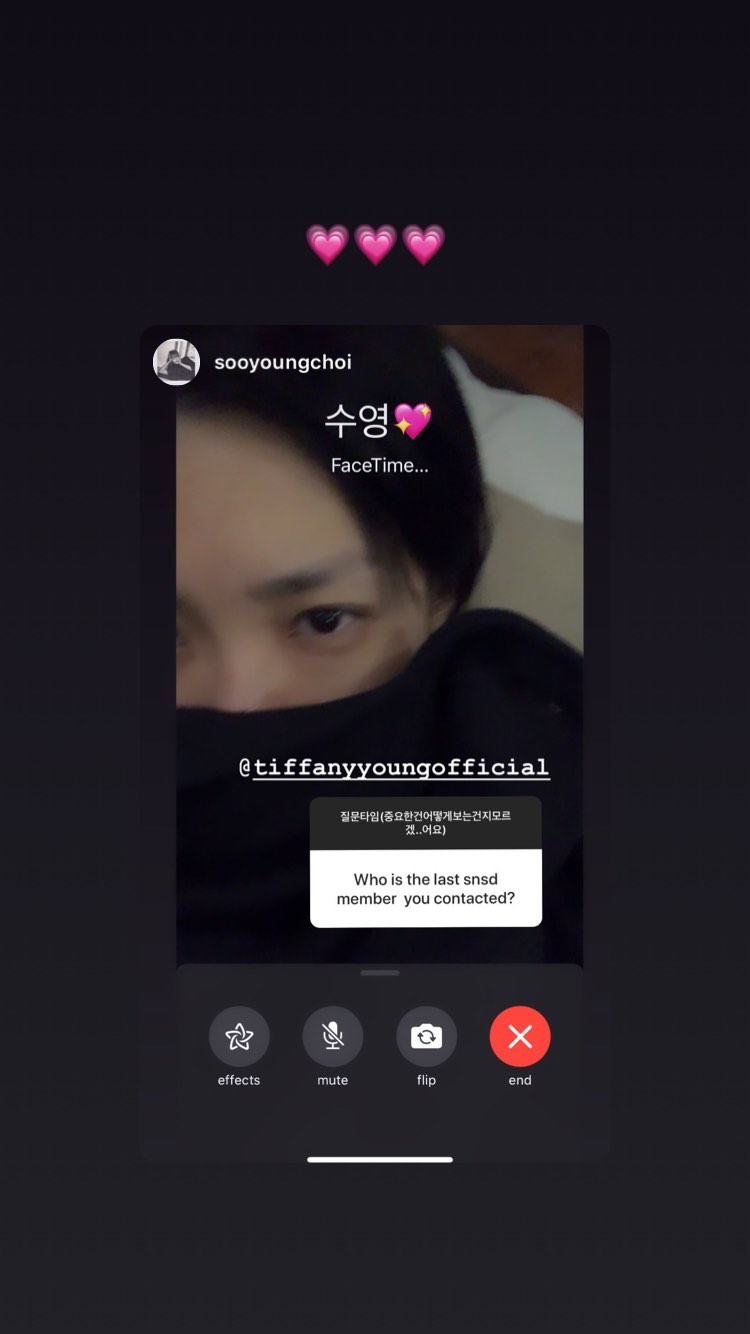 💗💗💗
sooyoungchoi
수영💖
FaceTime...
@tiffanyyoungofficial
질문타임(중요한건어떻게보는건지모르
겠..어요)
Who is the last snsd
member you contacted?
effects
mute
flip
end